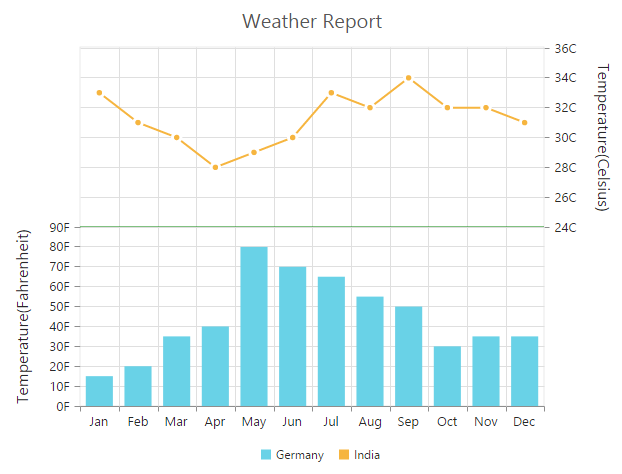 Weather Report
36C
34C
32C
30C
28C
26C
24C
Temperature(Celsius)
90F
80F
70F
60F
50F
40F
30F
20F
10F
0F
Temperature(Fahrenheit)
Jan Feb Mar Apr May Jun Jul Aug Sep Oct Nov Dec
Germany India